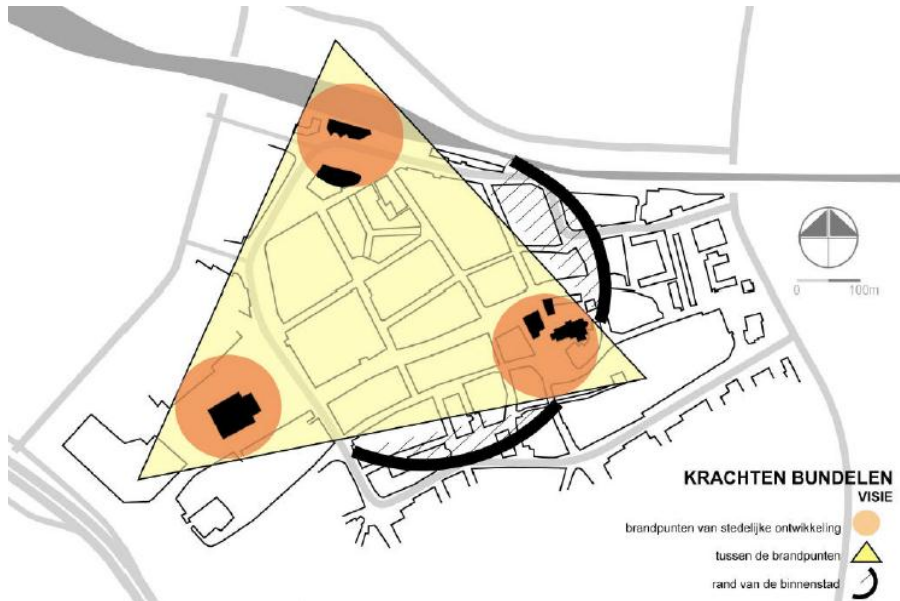 0
100m
KRACHTEN BUNDELEN
VISIE
brandpunten van stedelijke ontwikkeling
tussen de brandpunten
rand van de binnenstad